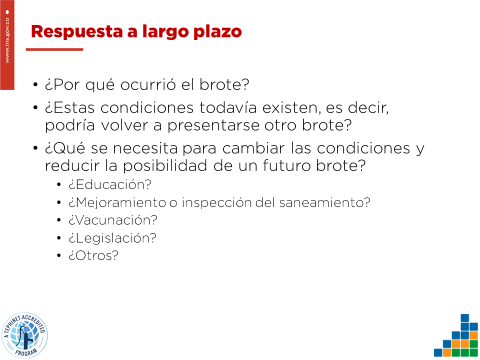 www.ins.gov.co
Respuesta a largo plazo
• ¿Por qué ocurrió el brote?
• ¿Estas condiciones todavía existen, es decir,
podría volver a presentarse otro brote?
• ¿Qué se necesita para cambiar las condiciones y
reducir la posibilidad de un futuro brote?
• ¿Educación?
• ¿Mejoramiento o inspección del saneamiento?
• ¿Vacunación?
• ¿Legislación?
• ¿Otros?
A TEPHINET ACCREDITED
PROGRAM